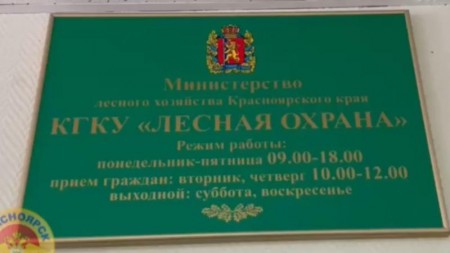 Министерство
лесного хозяйства Красноярского края
КГКУ «ЛЕСНАЯ ОХРАНА»
Режим работы:
понедельник-пятница 09.00-18.00
прием граждан: вторник, четверг 10.00-12.00
выходной: суббота, воскресенье
СНОЯРСК